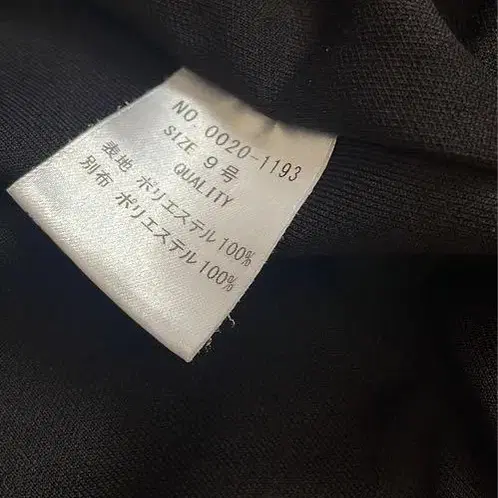 NO 0020-1193
SIZE 9号
QUALITY
表地 ポリエステル100%
別布 ポリエステル100%